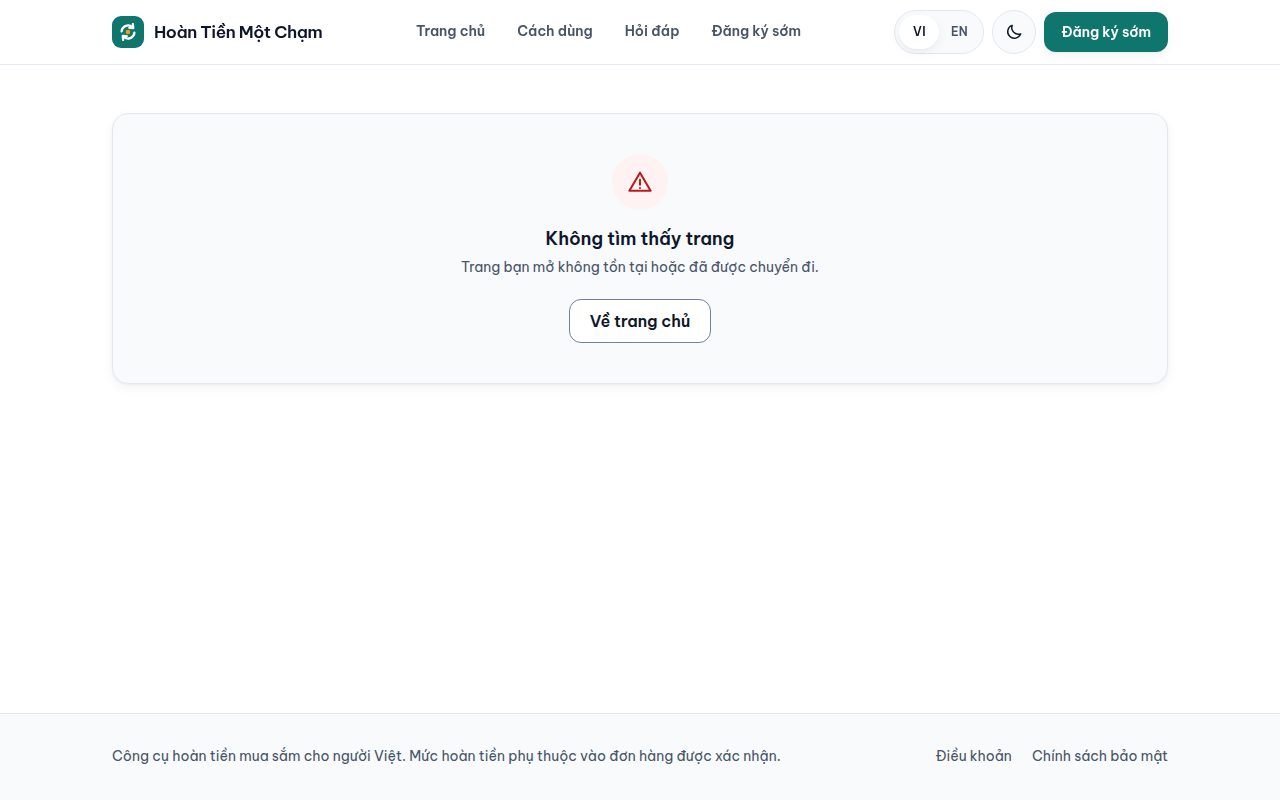 Hoàn Tiền Một Chạm
Trang chủ
Cách dùng
Hỏi đáp
Đăng ký sớm
VI
EN
Đăng ký sớm
Không tìm thấy trang
Trang bạn mở không tồn tại hoặc đã được chuyển đi.
Về trang chủ
Công cụ hoàn tiền mua sắm cho người Việt. Mức hoàn tiền phụ thuộc vào đơn hàng được xác nhận.
Điều khoản
Chính sách bảo mật